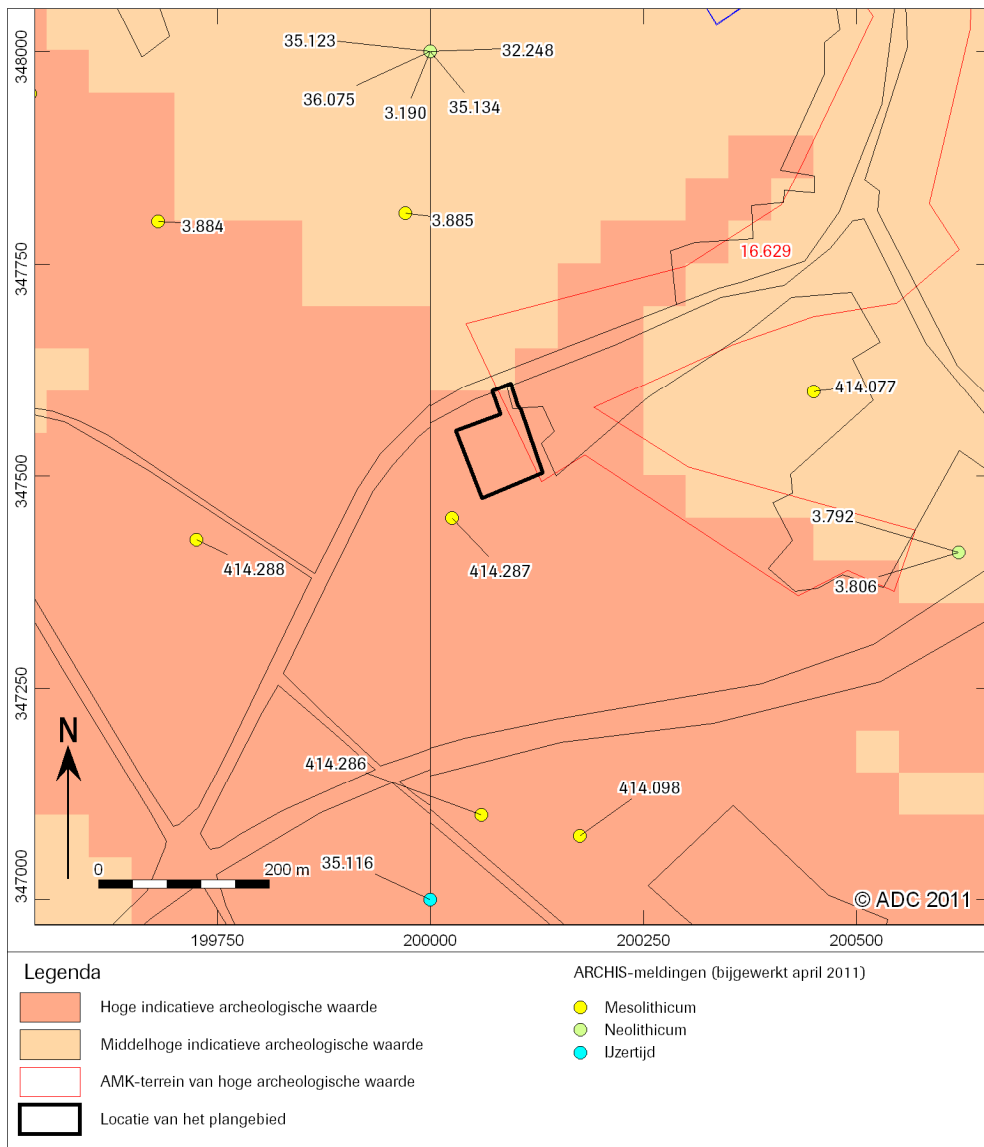 35.123
32.248
36.075
3.190
35.134
348000
3.884
3.885
347750
16.629
414.077
347500
3.792
414.288
414.287
3.806
347250
N
414.286
414.098
35.116
347000
0
200 m
© ADC 2011
199750
200000
200250
200500
Legenda
Hoge indicatieve archeologische waarde
Middelhoge indicatieve archeologische waarde
AMK-terrein van hoge archeologische waarde
Locatie van het plangebied
ARCHIS-meldingen (bijgewerkt april 2011)
Mesolithicum
Neolithicum
IJzertijd